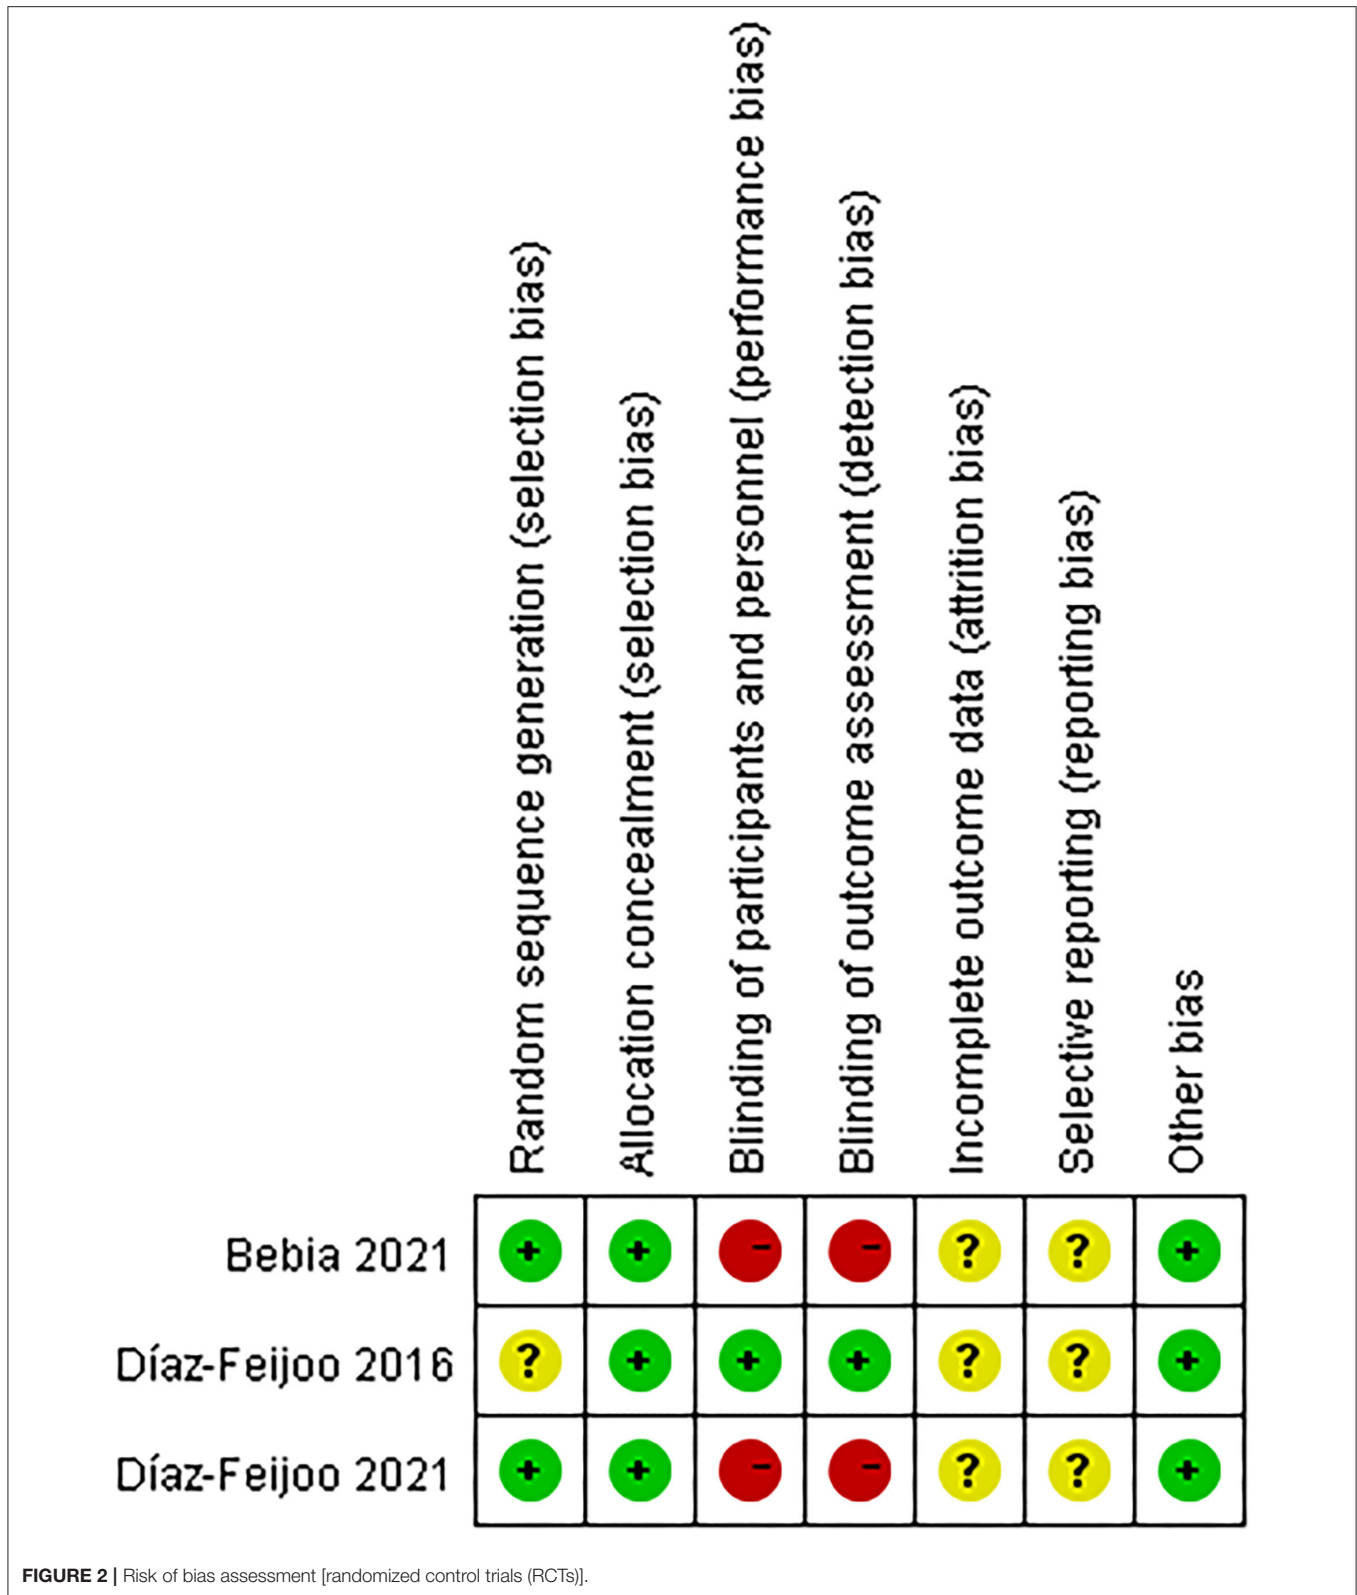 Random sequence generation (selection bias)
Allocation concealment (selection bias)
Blinding of participants and personnel (performance bias)
Blinding of outcome assessment (detection bias)
Incomplete outcome data (attrition bias)
Selective reporting (reporting bias)
Other bias
Bebia 2021 + + - - ? ? +
Díaz-Feijoo 2016 ? + + + ? ? +
Díaz-Feijoo 2021 + + - - ? ? +
FIGURE 2 | Risk of bias assessment [randomized control trials (RCTs)].